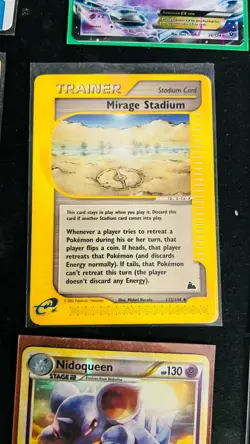 TRAINER
Stadium Card
Mirage Stadium
This card stays in play when you play it. Discard this
card if another Stadium card comes into play.
Whenever a player tries to retreat a
Pokémon during his or her turn, that
player flips a coin. If heads, that player
retreats that Pokémon (and discards
Energy normally). If tails, that Pokémon
can't retreat this turn (the player
doesn't discard any Energy).
e
Nidoqueen
STAGE 2
HP130